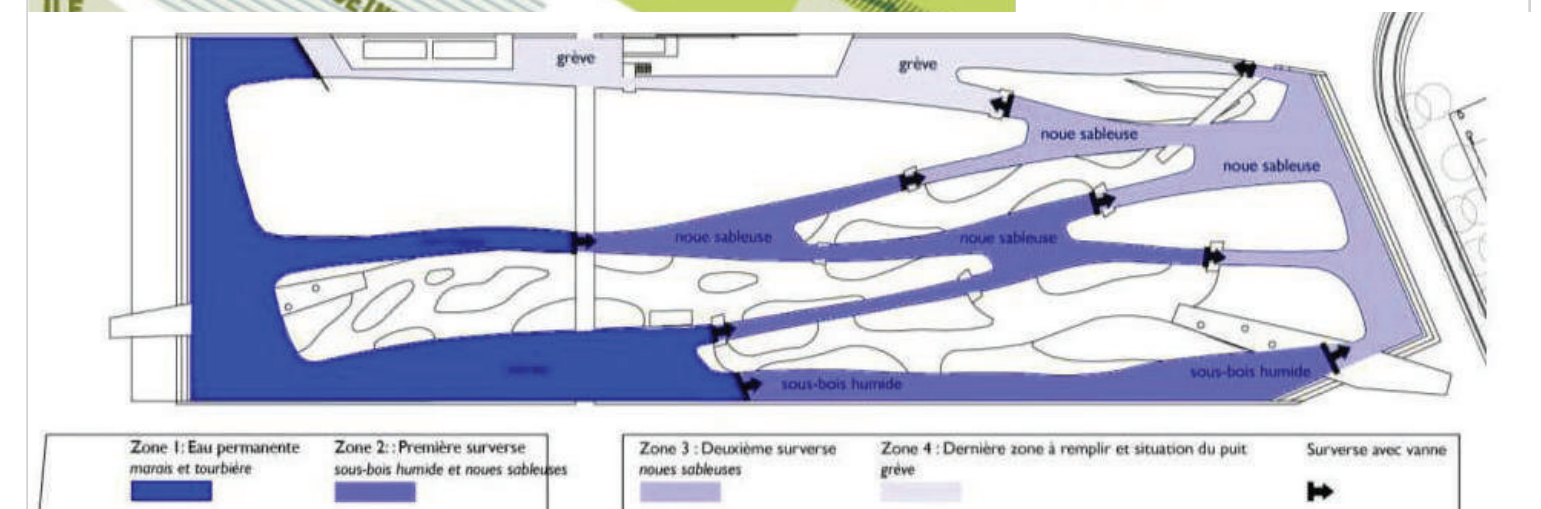 ILE
grève
grève
noue sableuse
noue sableuse
noue sableuse
noue sableuse
sous-bois humide
sous-bois humide
Zone 1: Eau permanente
marais et tourbière
Zone 2: : Première surverse
sous-bois humide et noues sableuses
Zone 3 : Deuxième surverse
noues sableuses
Zone 4 : Dernière zone à remplir et situation du puit
grève
Surverse avec vanne